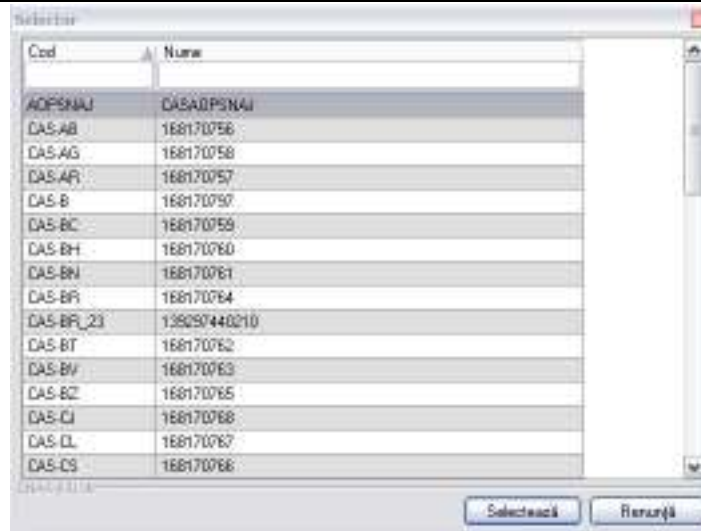 Selector
Cod Nume
AOPSNAJ CASAOPSNAJ
CAS-AB 168170756
CAS-AG 168170758
CAS-AR 168170757
CAS-B 168170797
CAS-BC 168170759
CAS-BH 168170760
CAS-BN 168170761
CAS-BR 168170764
CAS-BR_23 139297440210
CAS-BT 168170762
CAS-BV 168170763
CAS-BZ 168170765
CAS-CJ 168170768
CAS-CL 168170767
CAS-CS 168170766
Selectează Renunţă